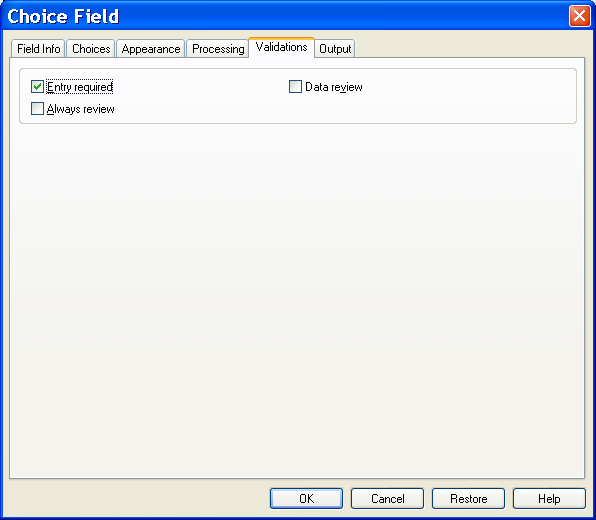 Choice Field
Field Info Choices Appearance Processing Validations Output
Entry required Data review
Always review
OK Cancel Restore Help